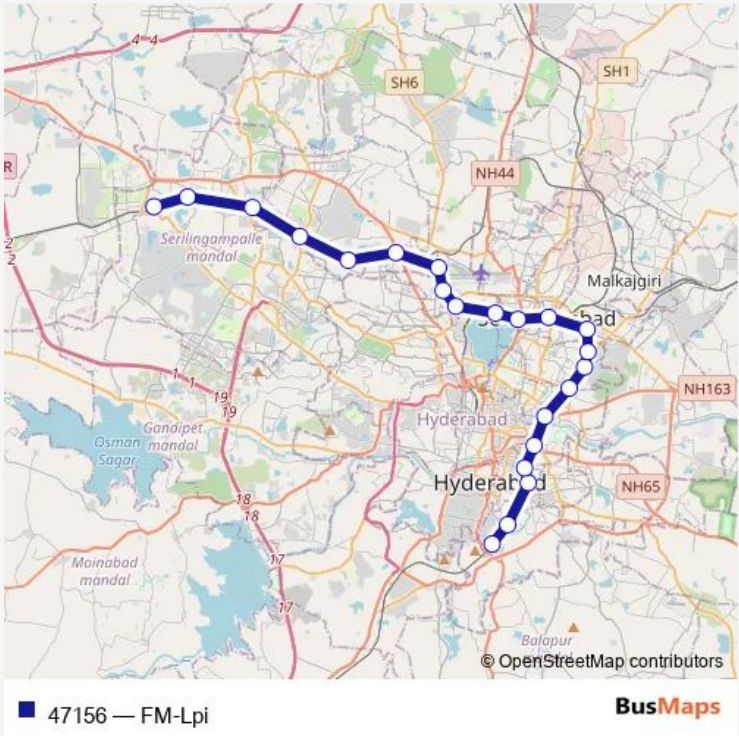 4-4
SH6
SH1
NH44
R
Serilingampalle
mandal
2
2
Malkajgiri
bad
1
1
19
19
NH163
Gandipet
mandal
Hyderabad
Osman
Sagar
Hyderabad
NH65
18
18
17
Moinabad
mandal
17
Balapur
© OpenStreetMap contributors
47156 — FM-Lpi
BusMaps